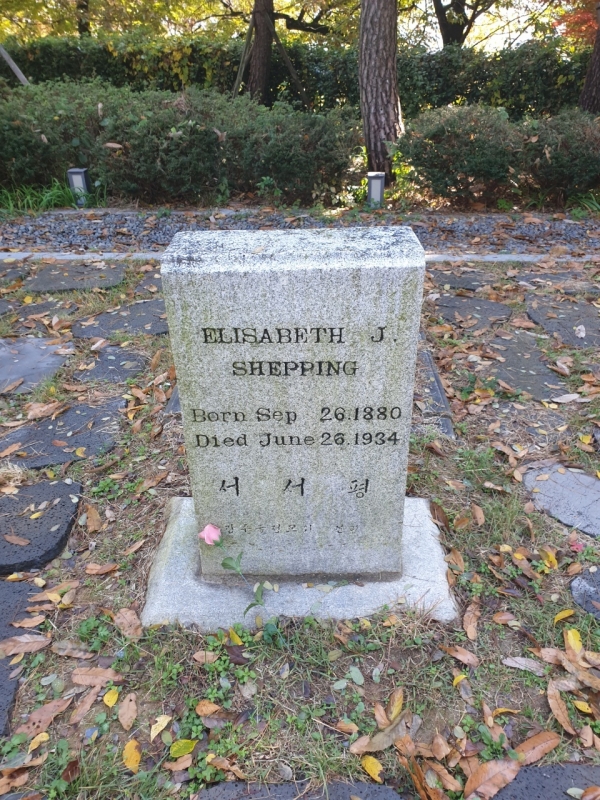 ELISABETH J.
SHEPPING
Born Sep 26.1880
Died June 26.1934
서 서 평